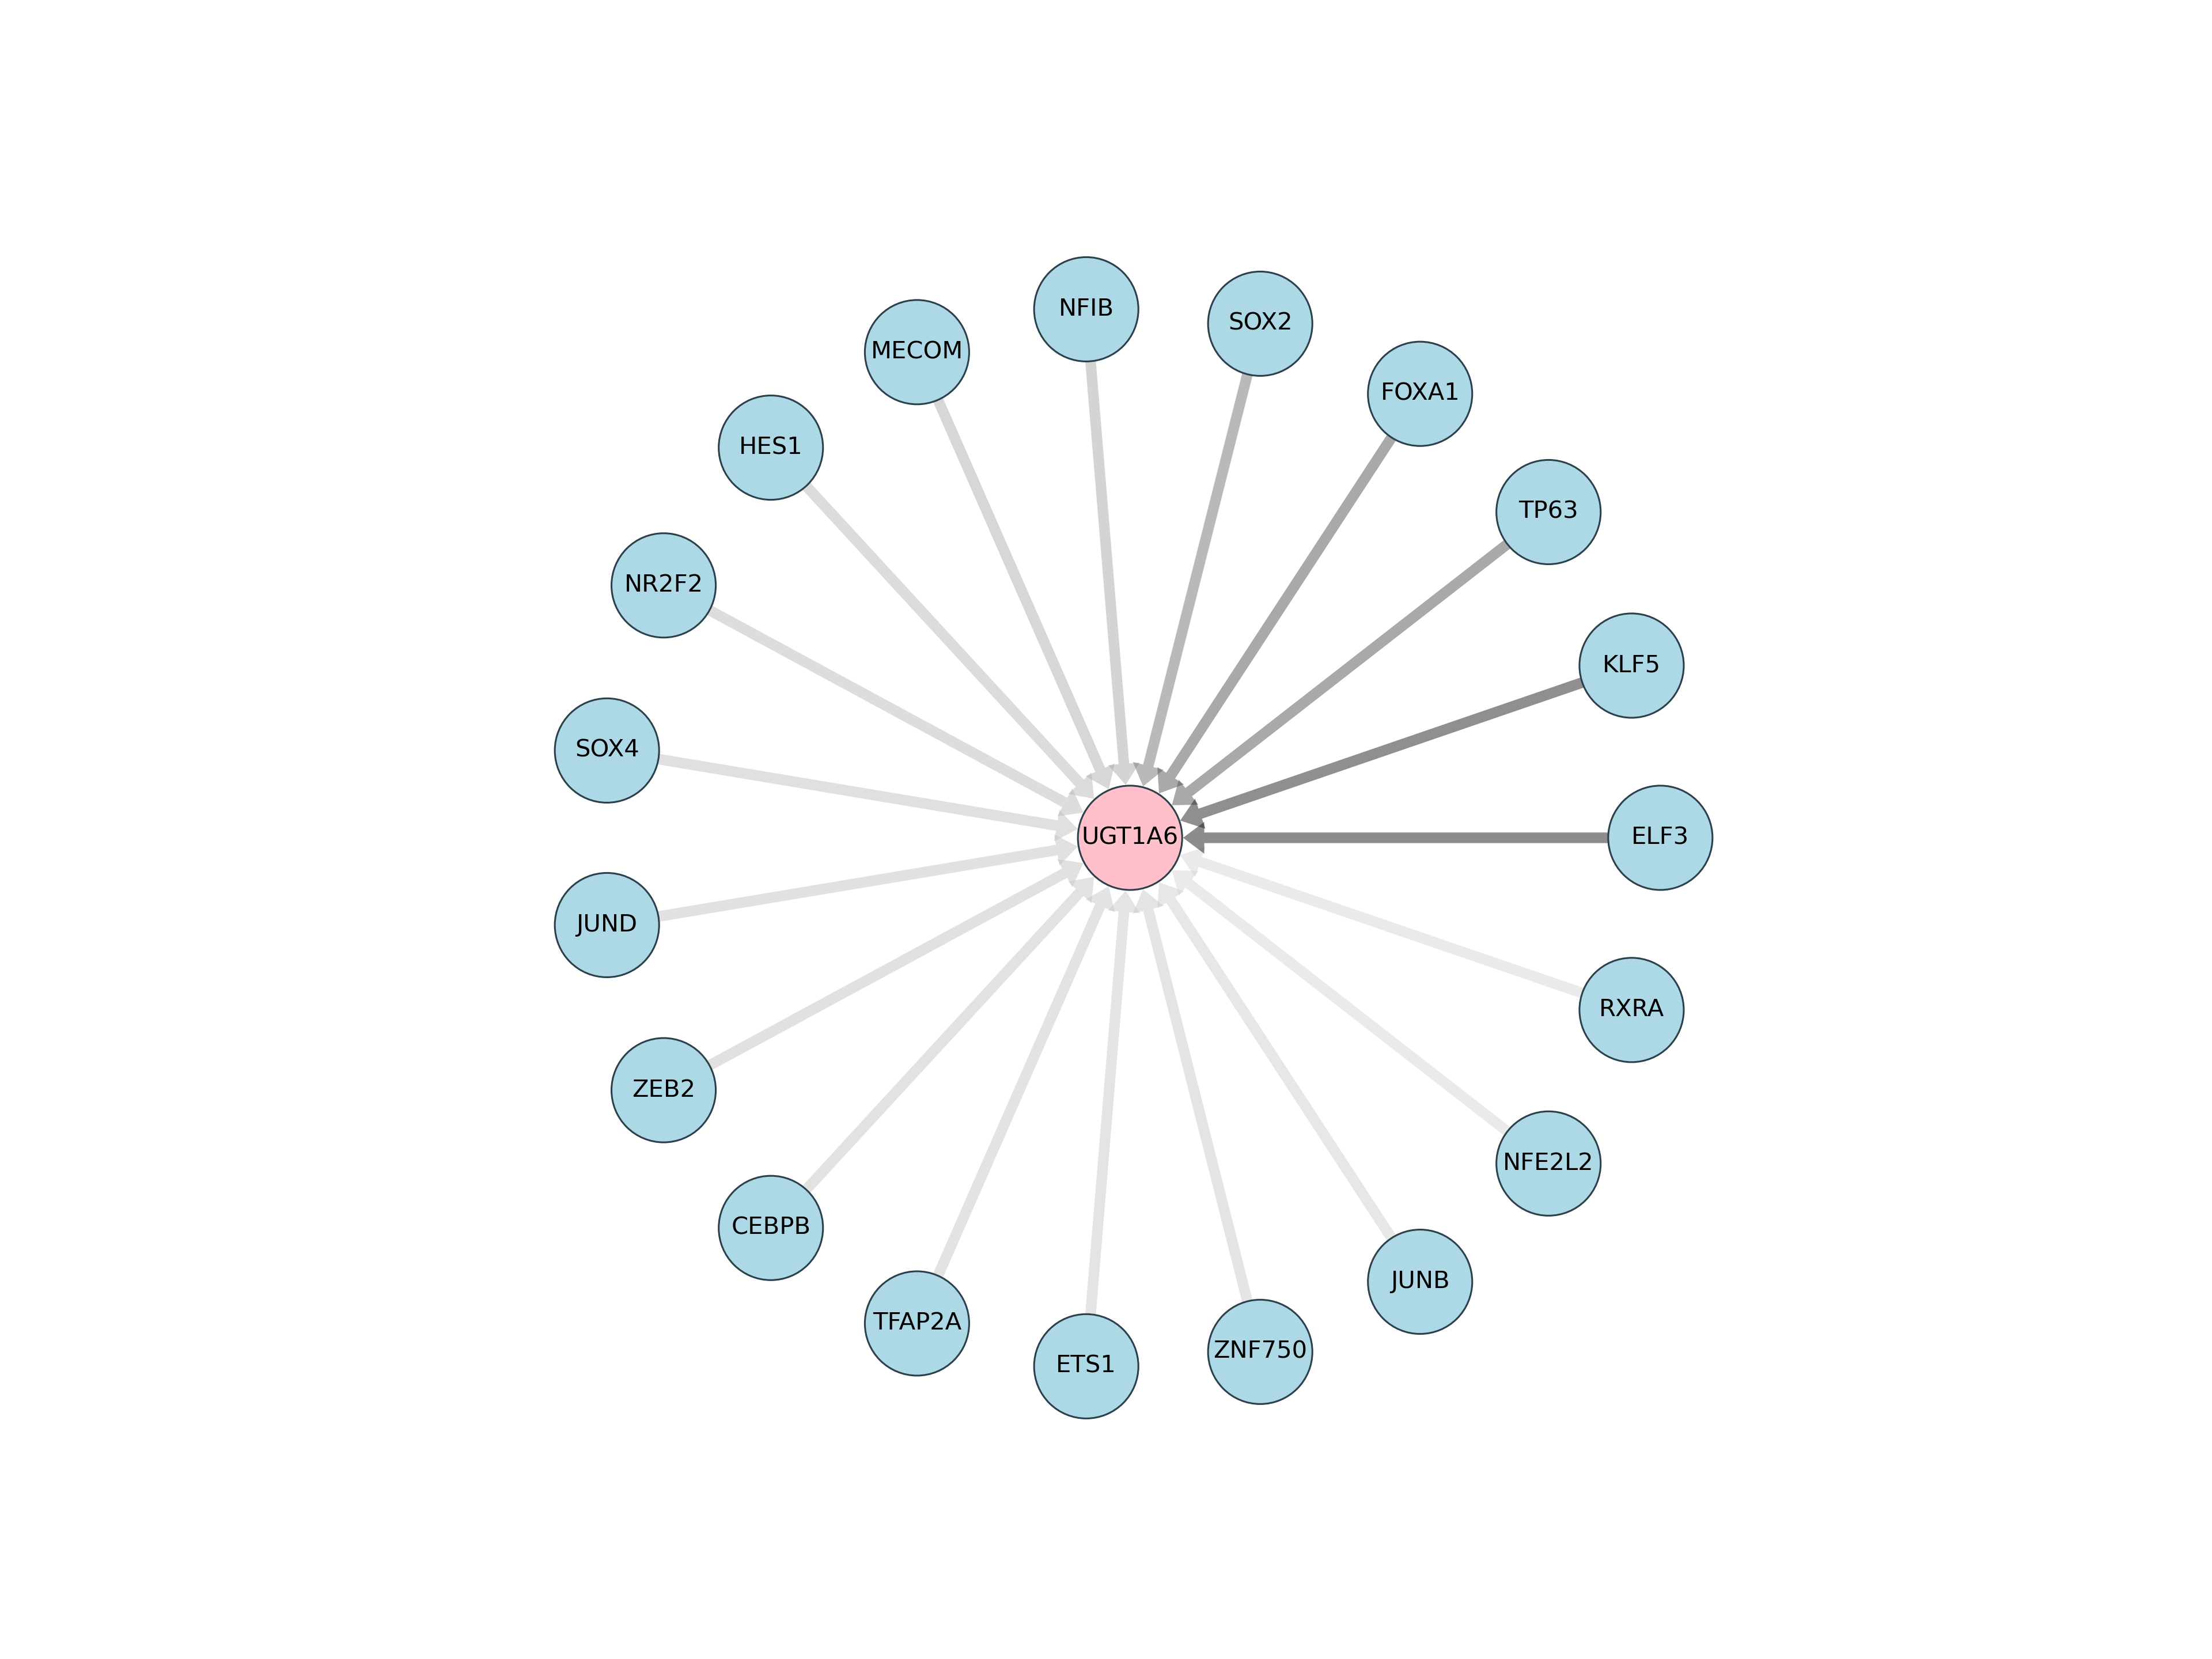 NFIB
SOX2
MECOM
FOXA1
HES1
TP63
NR2F2
KLF5
SOX4
UGT1A6
ELF3
JUND
RXRA
ZEB2
NFE2L2
CEBPB
JUNB
TFAP2A
ZNF750
ETS1